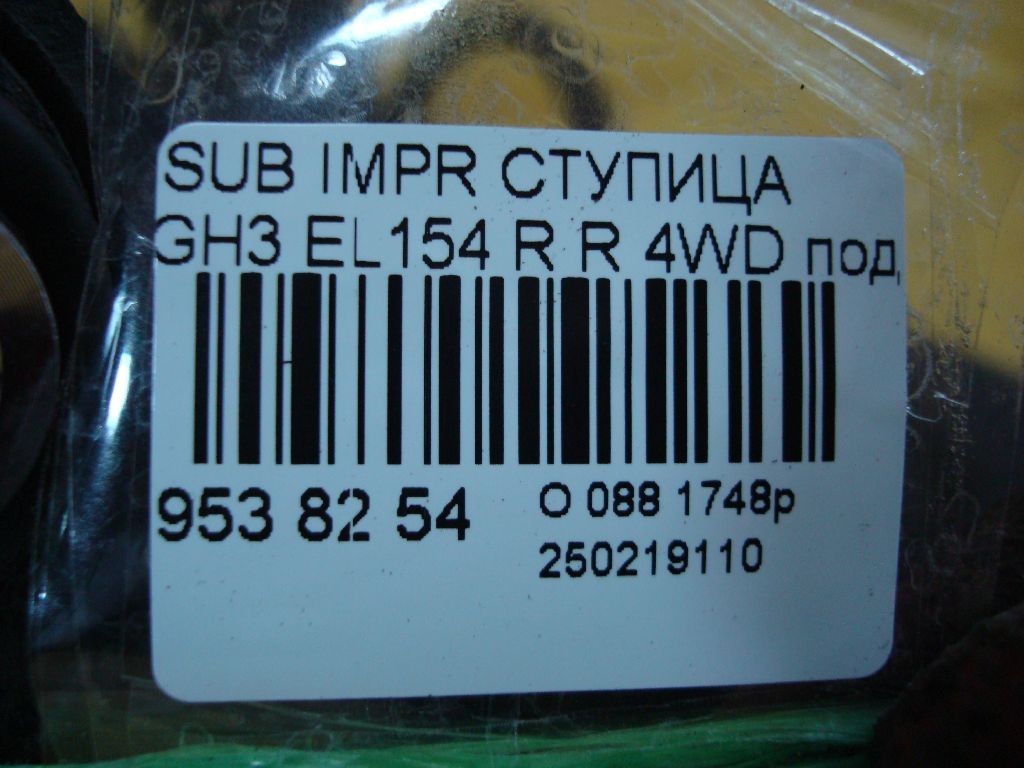 SUB IMPR СТУПИЦА
GH3 EL154 R R 4WD под
953 82 54
O 088 1748р
250219110